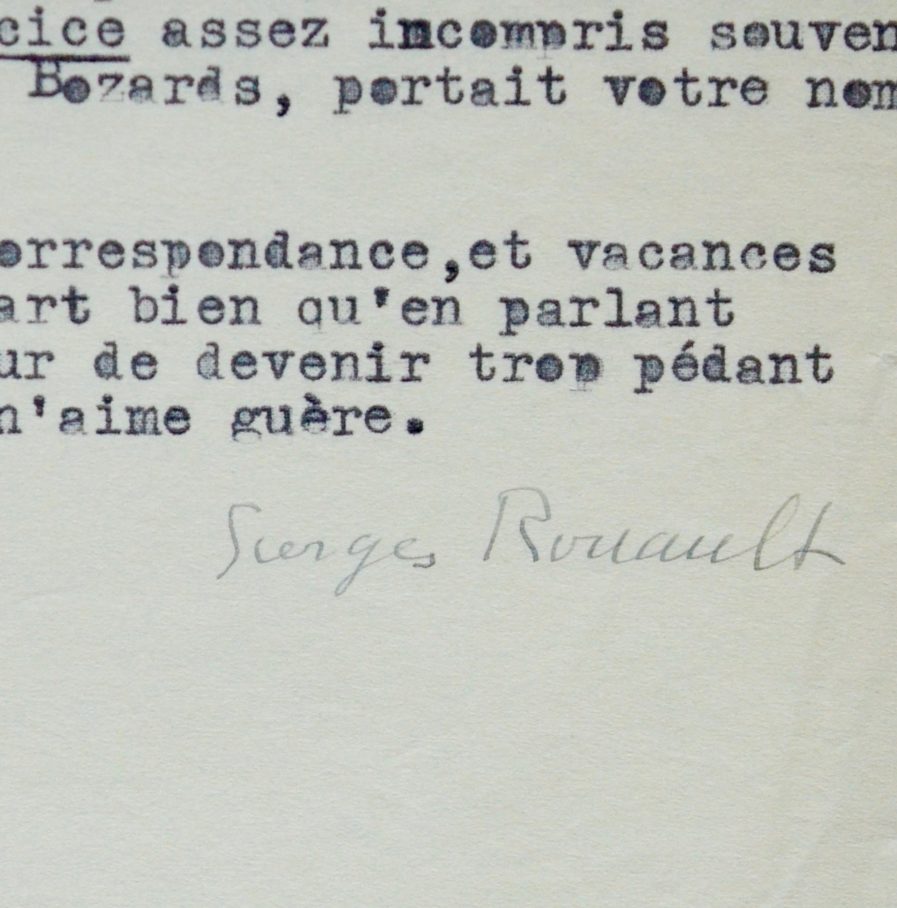 cice assez incompris souven
Bozards, portait votre nom
orrespondance,et vacances
art bien qu'en parlant
ur de devenir trop pédant
n'aime guère.
Georges Rouault